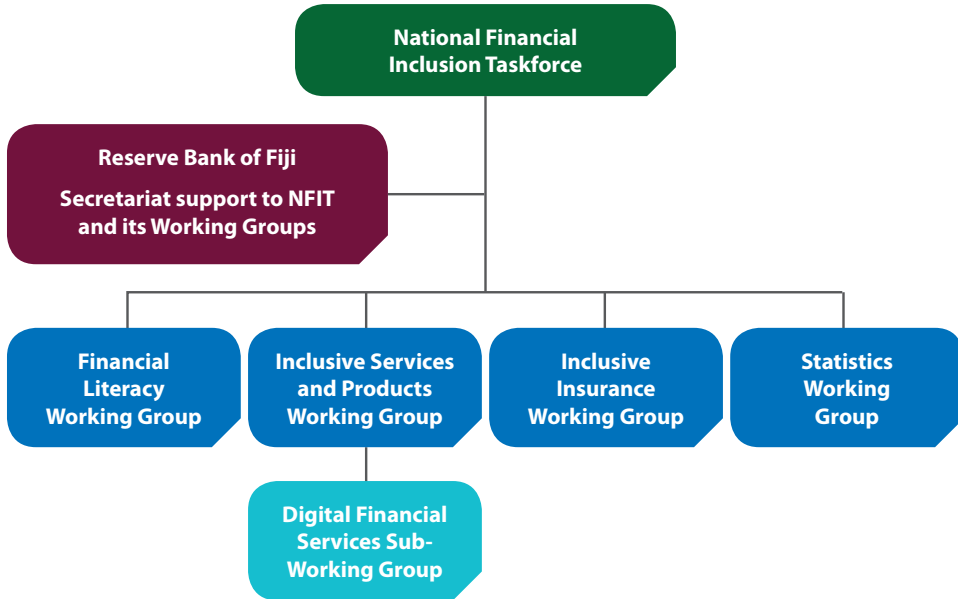 National Financial
Inclusion Taskforce
Reserve Bank of Fiji
Secretariat support to NFIT
and its Working Groups
Financial
Literacy
Working Group
Inclusive Services
and Products
Working Group
Inclusive
Insurance
Working Group
Statistics
Working
Group
Digital Financial
Services Sub-
Working Group